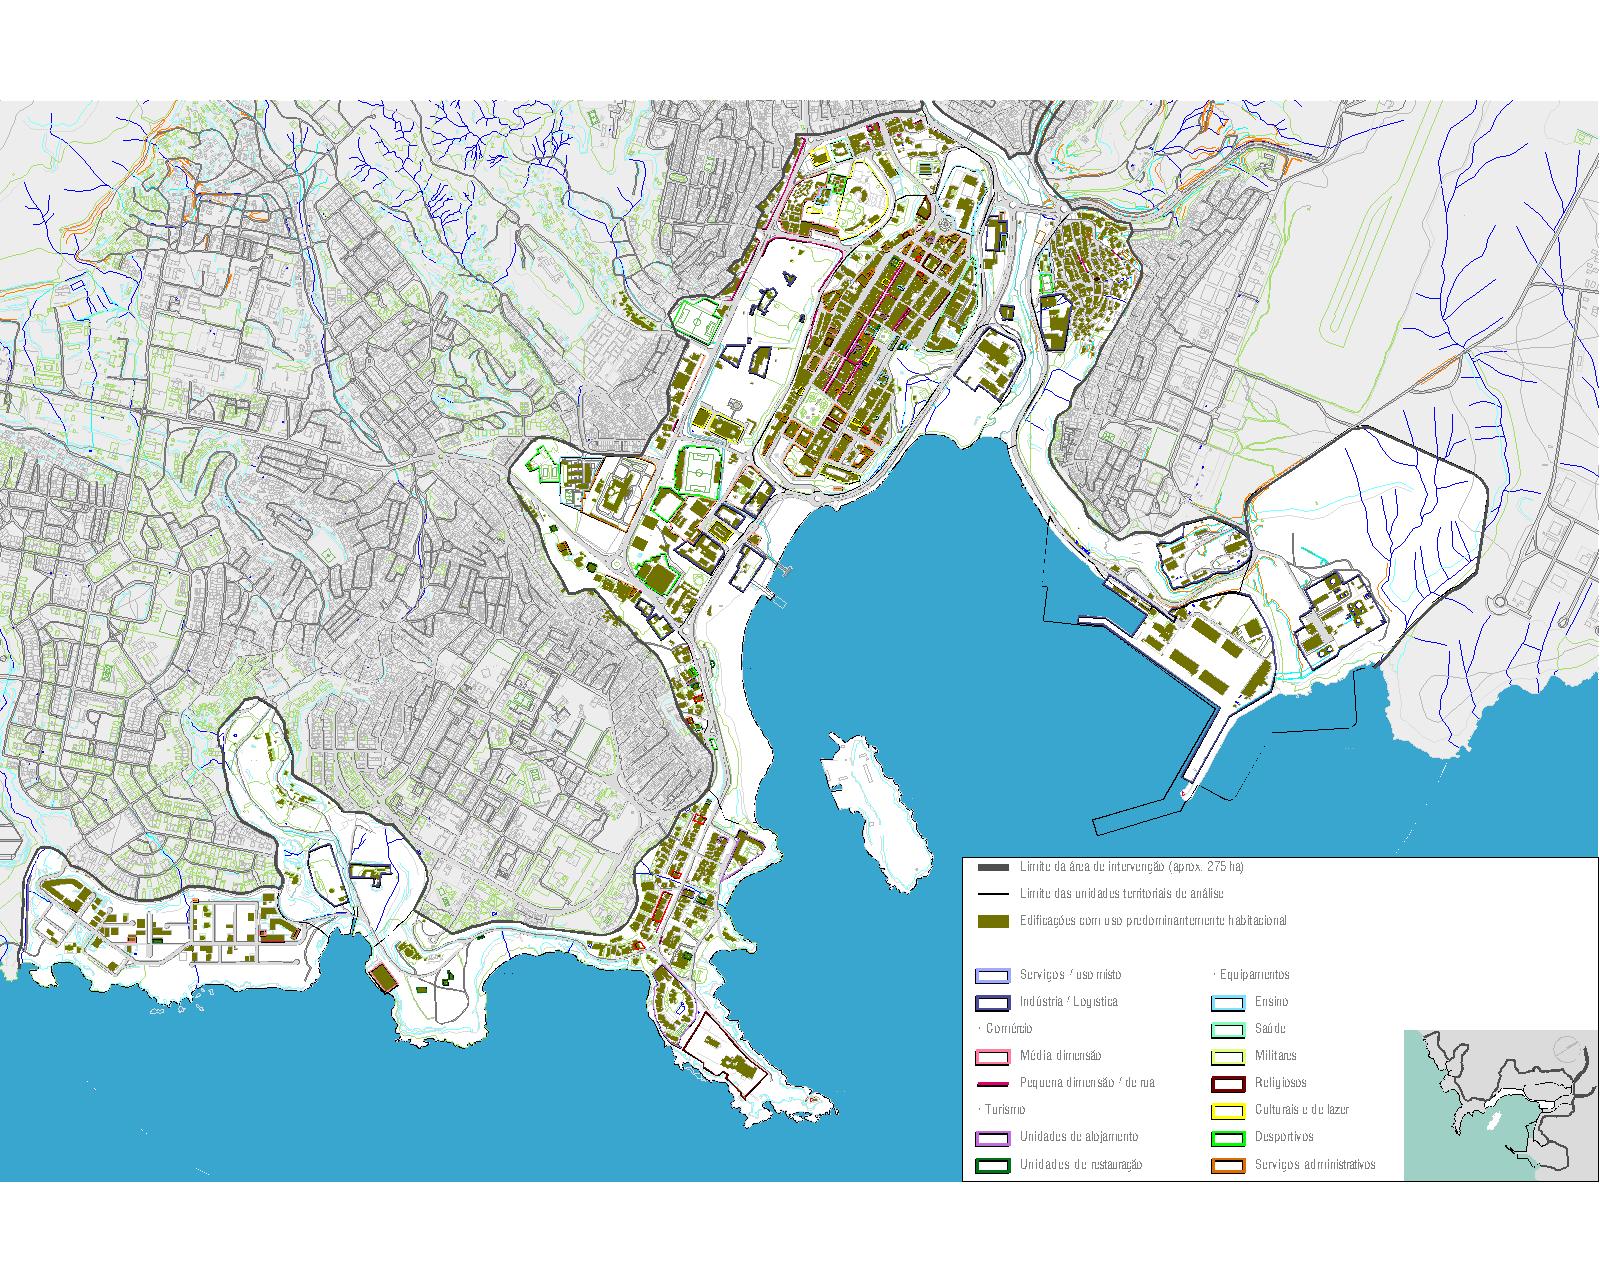 Limite da área de intervenção (aprox. 275 ha)
Limite das unidades territoriais de análise
Edificações com uso predominantemente habitacional
Serviços / uso misto
Indústria / Logística
· Comércio
Média dimensão
Pequena dimensão / de rua
· Turismo
Unidades de alojamento
Unidades de restauração
· Equipamentos
Ensino
Saúde
Militares
Religiosos
Culturais e de lazer
Desportivos
Serviços administrativos